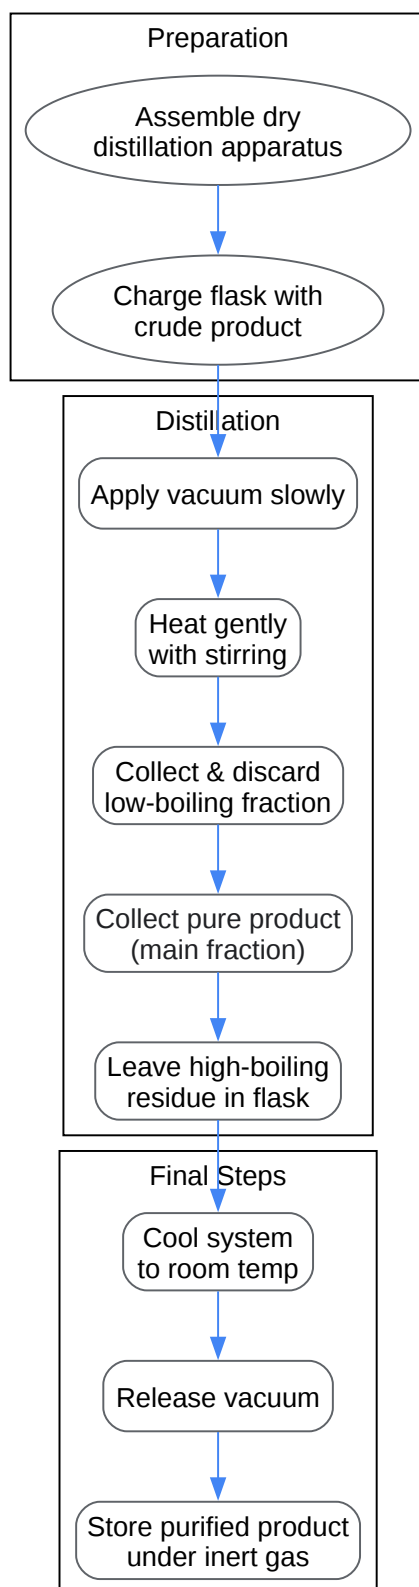 Preparation
Assemble dry
distillation apparatus
Charge flask with
crude product
Distillation
Apply vacuum slowly
Heat gently
with stirring
Collect & discard
low-boiling fraction
Collect pure product
(main fraction)
Leave high-boiling
residue in flask
Final Steps
Cool system
to room temp
Release vacuum
Store purified product
under inert gas